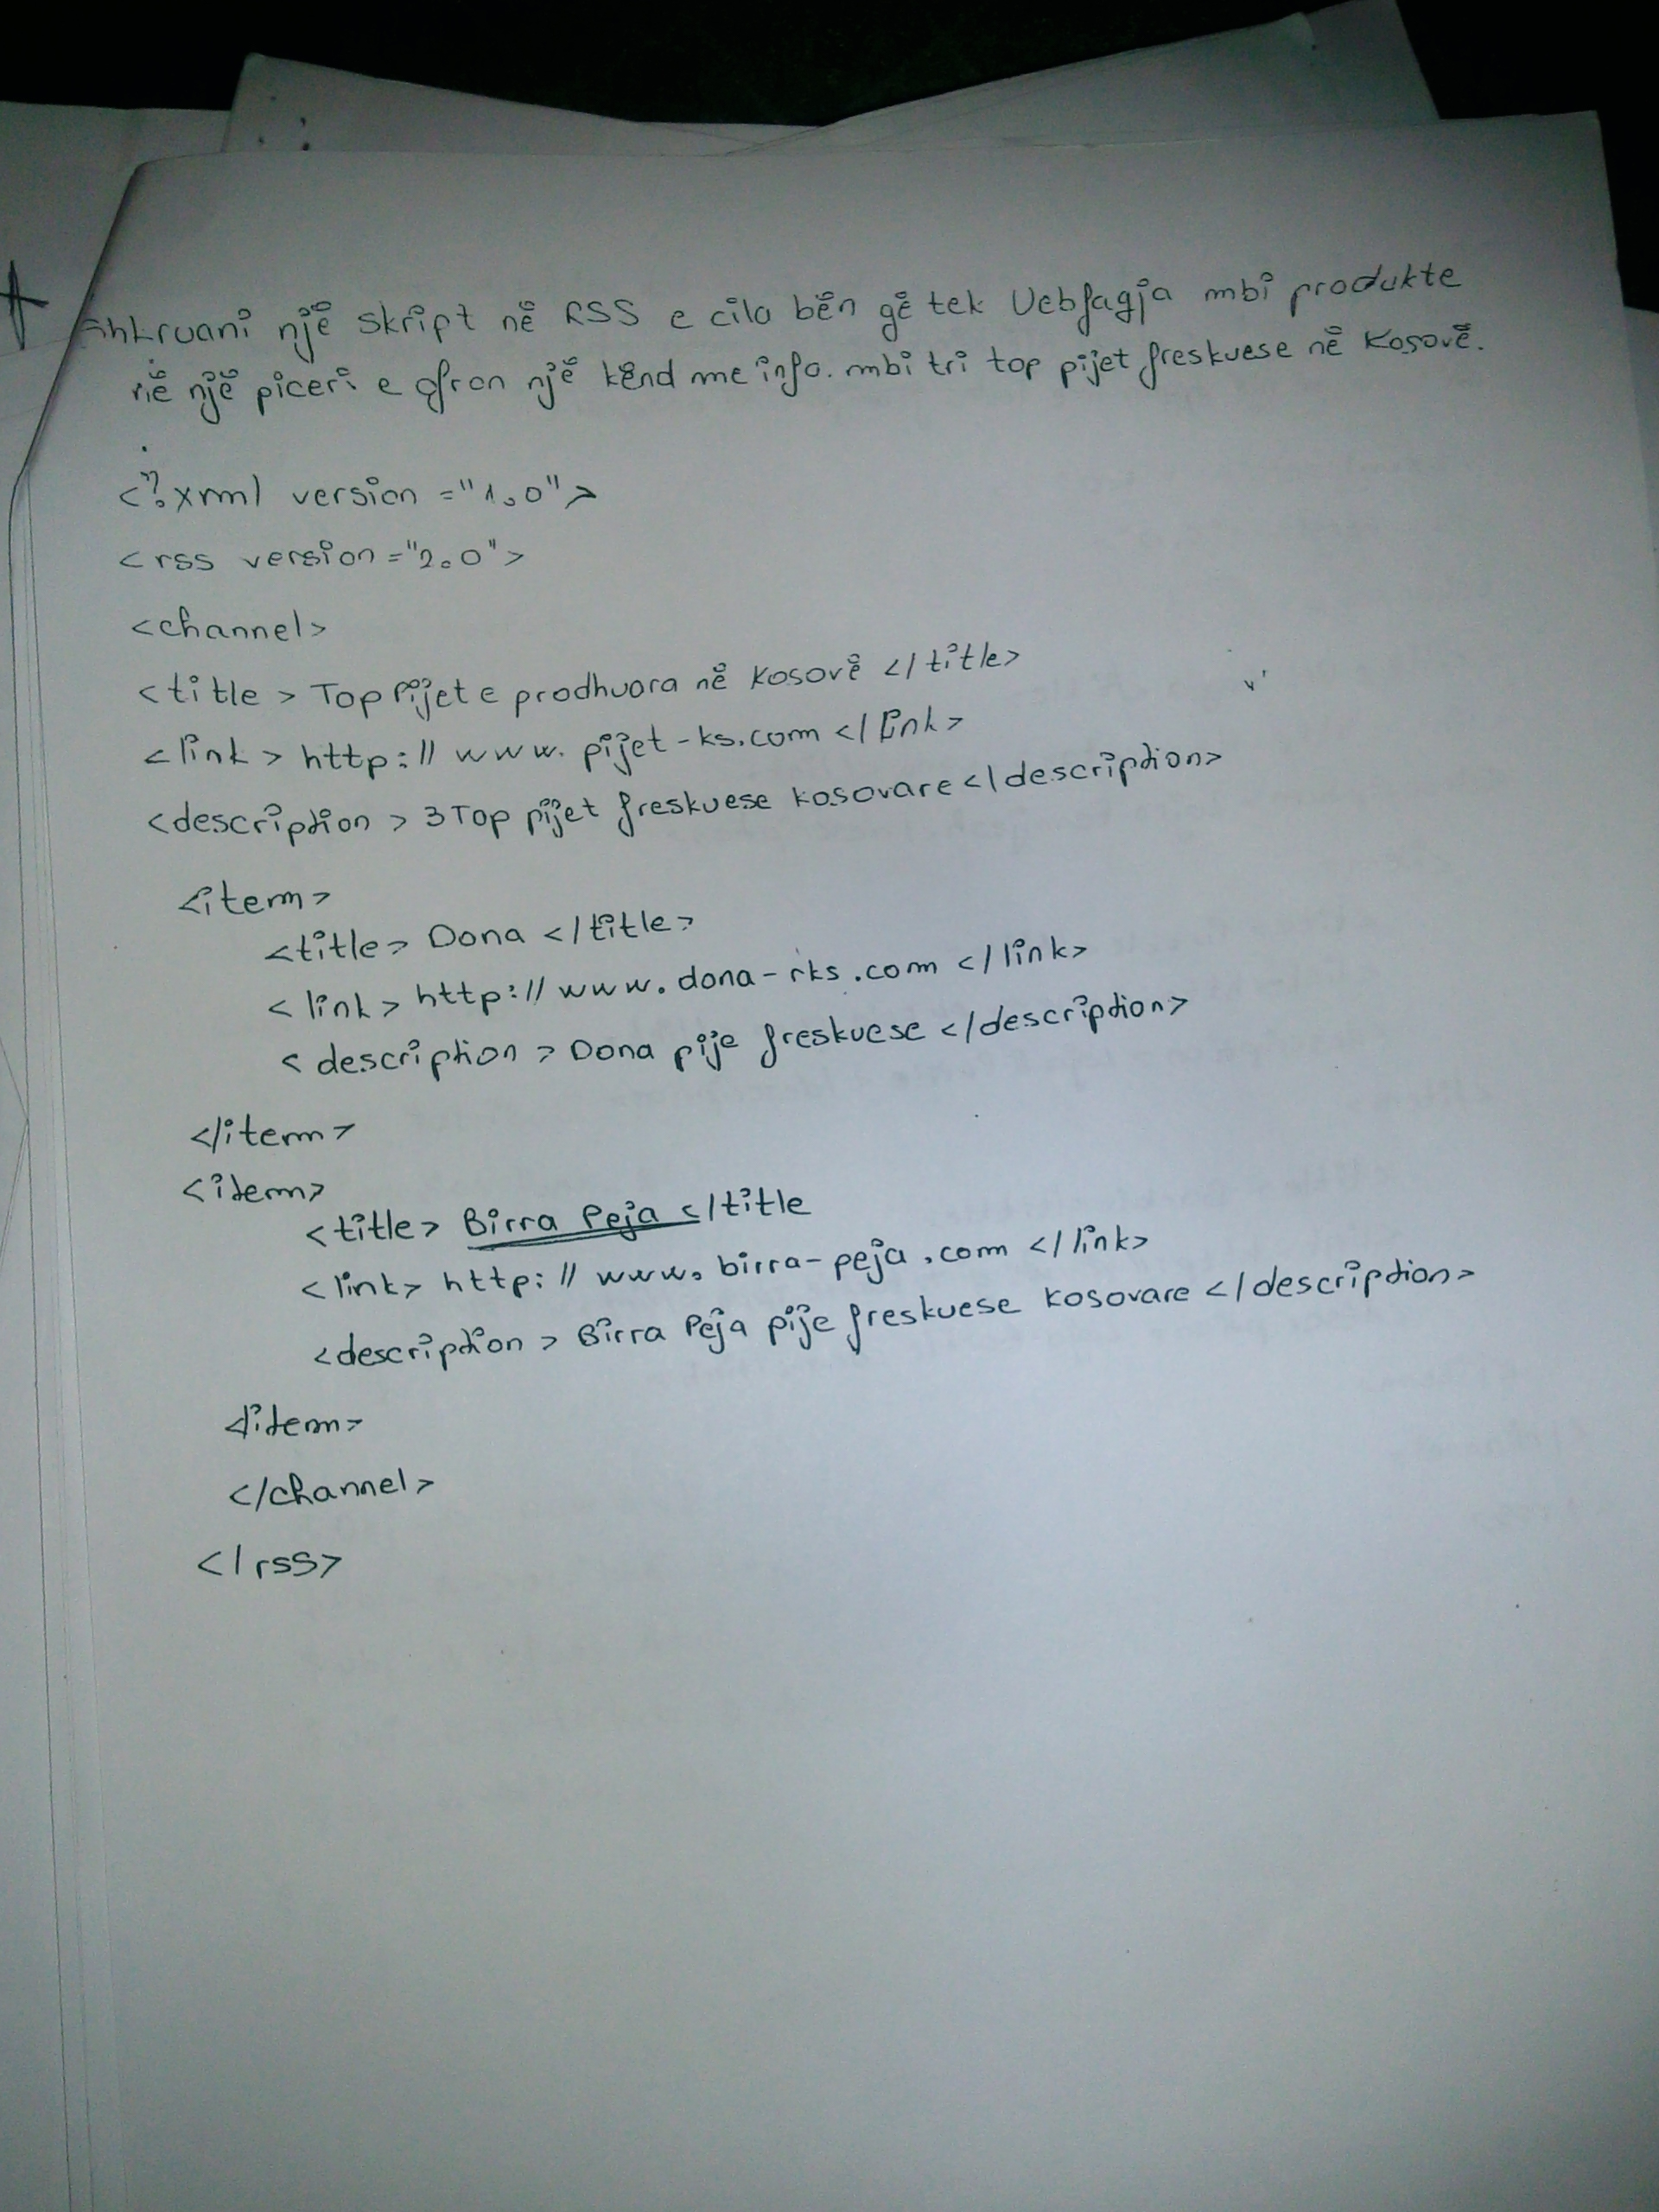 Shkruani një skript në RSS e cila bën që tek Uebfaqja mbi produkte
në një piceri e ofron një kënd me info. mbi tri top pijet freskuese në Kosovë.
<?xml version="1.0">
<rss version="2.0">
<channel>
<title> Top Pijet e prodhuara në Kosovë </title>
<link> http://www.pijet-ks.com </link>
<description> 3 Top pijet freskuese kosovare </description>
<item>
<title> Dona </title>
<link> http://www.dona-rks.com </link>
<description> Dona pije freskuese </description>
</item>
<item>
<title> Birra Peja </title
<link> http://www.birra-peja.com </link>
<description> Birra Peja pije freskuese kosovare </description>
</item>
</channel>
</rss>